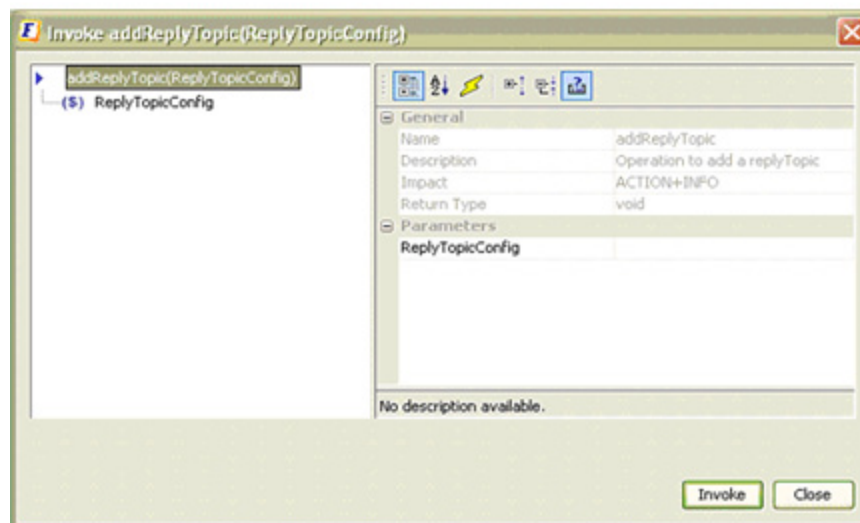 Invoke addReplyTopic(ReplyTopicConfig)
addReplyTopic(ReplyTopicConfig)
($) ReplyTopicConfig
General
Name addReplyTopic
Description Operation to add a replyTopic
Impact ACTION+INFO
Return Type void
Parameters
ReplyTopicConfig
No description available.
Invoke Close